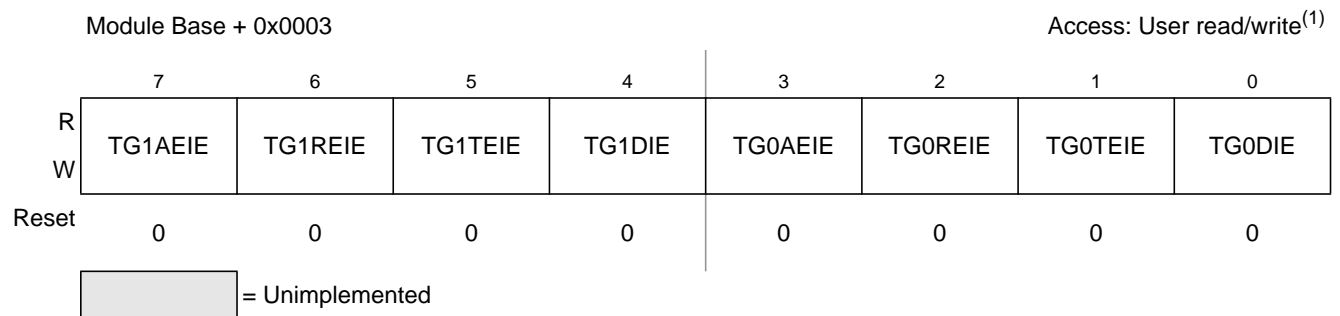 Module Base + 0x0003 Access: User read/write(1)
7 6 5 4 3 2 1 0
R
W
TG1AEIE TG1REIE TG1TEIE TG1DIE TG0AEIE TG0REIE TG0TEIE TG0DIE
Reset 0 0 0 0 0 0 0 0
= Unimplemented